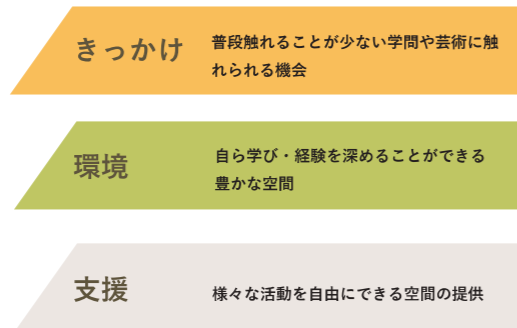 きっかけ
普段触れることが少ない学問や芸術に触
れられる機会
環境
自ら学び・経験を深めることができる
豊かな空間
支援
様々な活動を自由にできる空間の提供